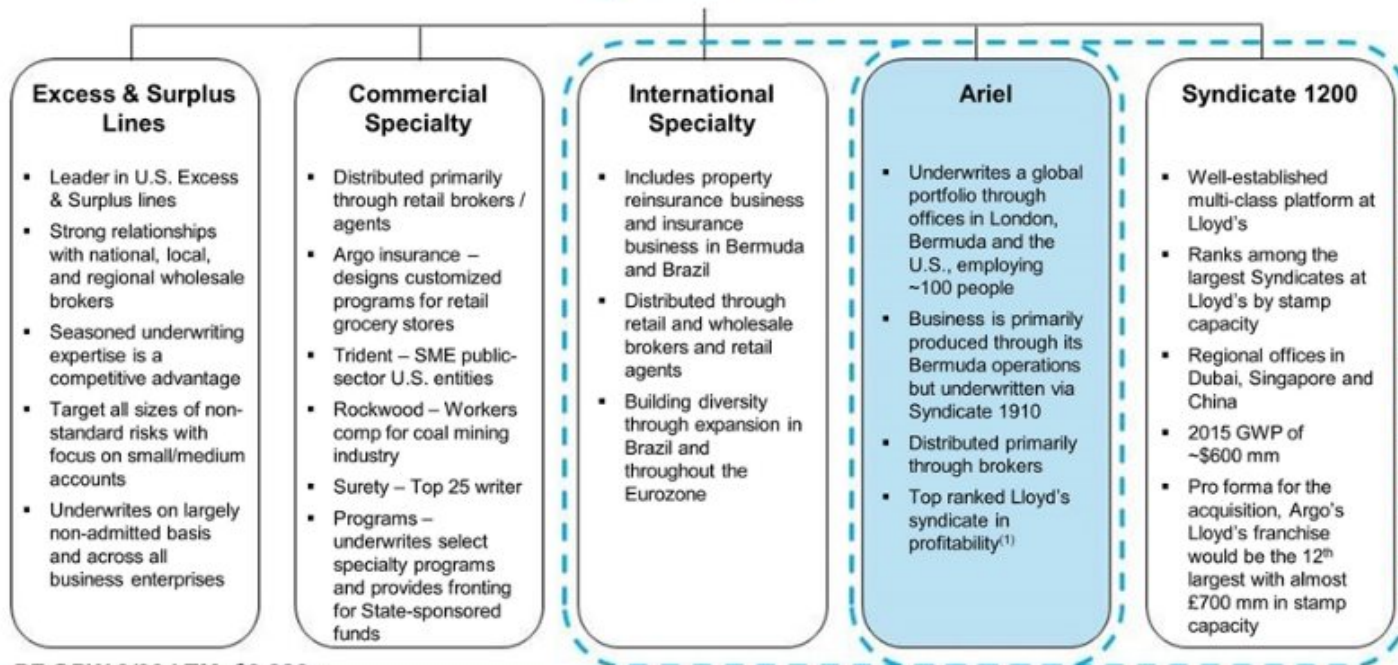 Excess & Surplus
Lines
▪ Leader in U.S. Excess
& Surplus lines
▪ Strong relationships
with national, local,
and regional wholesale
brokers
▪ Seasoned underwriting
expertise is a
competitive advantage
▪ Target all sizes of non-
standard risks with
focus on small/medium
accounts
▪ Underwrites on largely
non-admitted basis
and across all
business enterprises
Commercial
Specialty
▪ Distributed primarily
through retail brokers /
agents
▪ Argo insurance –
designs customized
programs for retail
grocery stores
▪ Trident – SME public-
sector U.S. entities
▪ Rockwood – Workers
comp for coal mining
industry
▪ Surety – Top 25 writer
▪ Programs –
underwrites select
specialty programs
and provides fronting
for State-sponsored
funds
International
Specialty
▪ Includes property
reinsurance business
and insurance
business in Bermuda
and Brazil
▪ Distributed through
retail and wholesale
brokers and retail
agents
▪ Building diversity
through expansion in
Brazil and
throughout the
Eurozone
Ariel
▪ Underwrites a global
portfolio through
offices in London,
Bermuda and the
U.S., employing
~100 people
▪ Business is primarily
produced through its
Bermuda operations
but underwritten via
Syndicate 1910
▪ Distributed primarily
through brokers
▪ Top ranked Lloyd's
syndicate in
profitability(1)
Syndicate 1200
▪ Well-established
multi-class platform at
Lloyd's
▪ Ranks among the
largest Syndicates at
Lloyd's by stamp
capacity
▪ Regional offices in
Dubai, Singapore and
China
▪ 2015 GWP of
~$600 mm
▪ Pro forma for the
acquisition, Argo's
Lloyd's franchise
would be the 12th
largest with almost
£700 mm in stamp
capacity